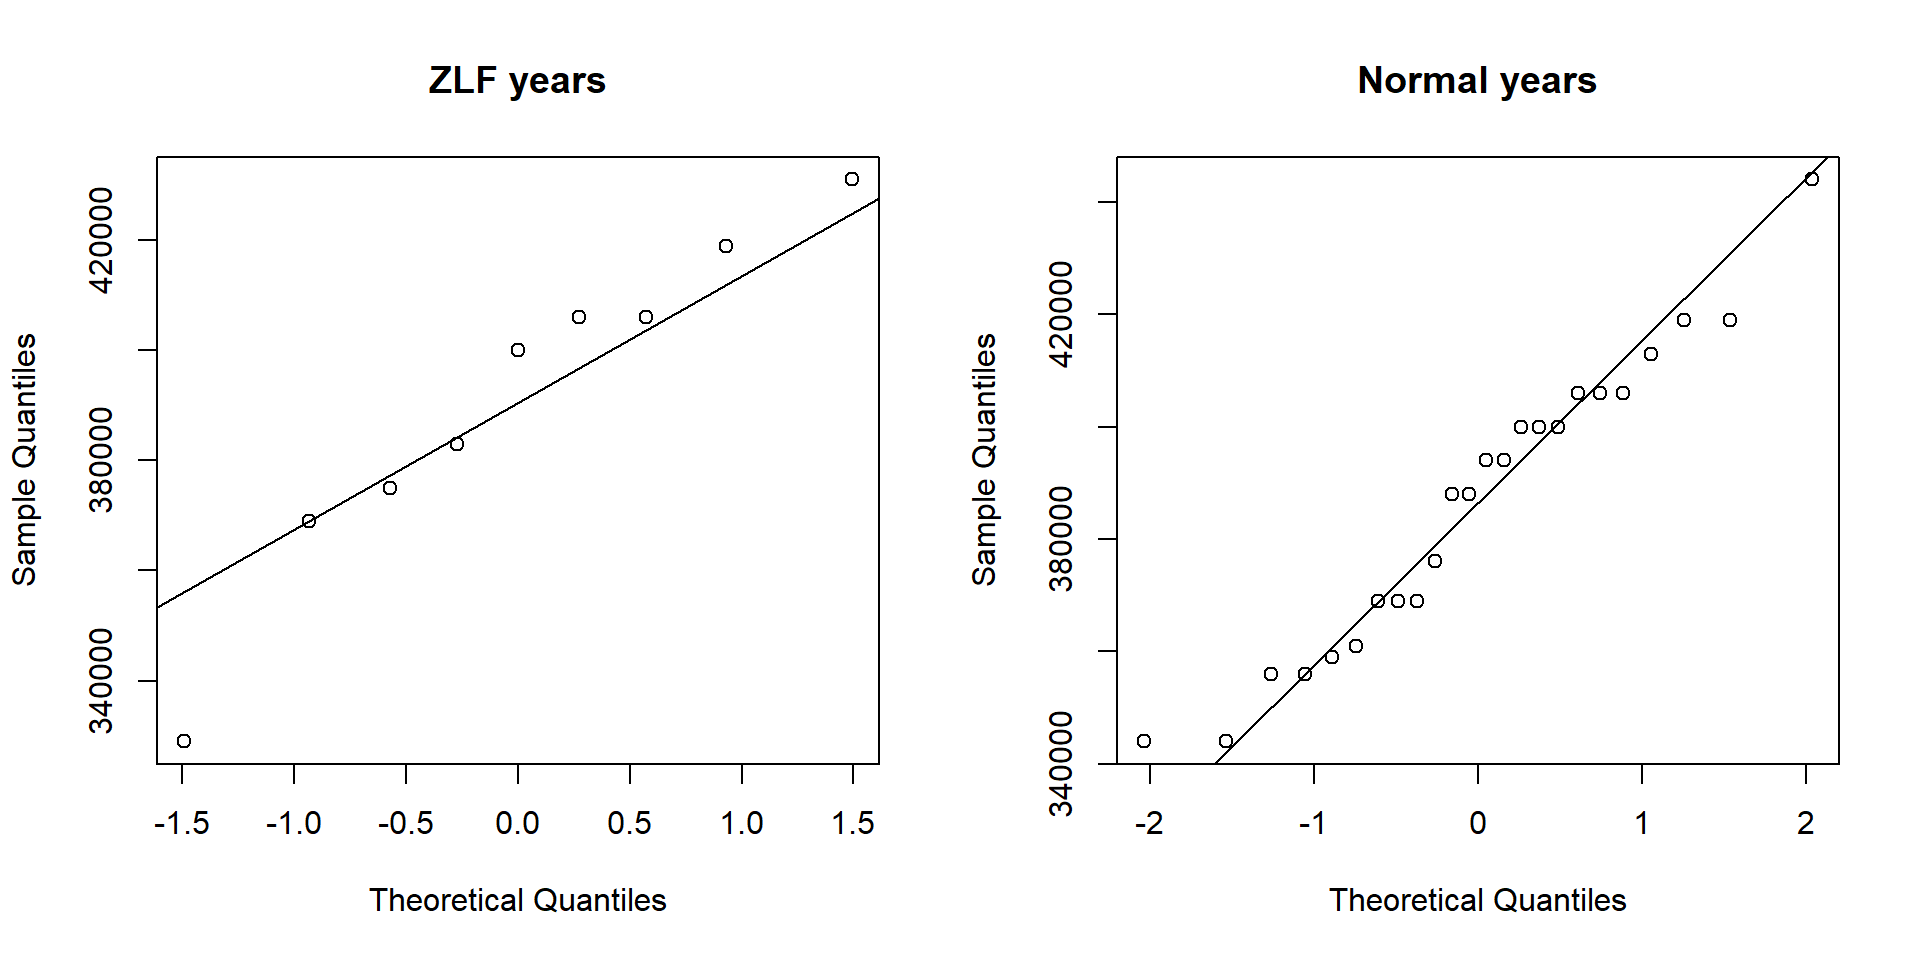 ZLF years
Sample Quantiles
420000
380000
340000
-1.5 -1.0 -0.5 0.0 0.5 1.0 1.5
Theoretical Quantiles
Normal years
Sample Quantiles
420000
380000
340000
-2 -1 0 1 2
Theoretical Quantiles